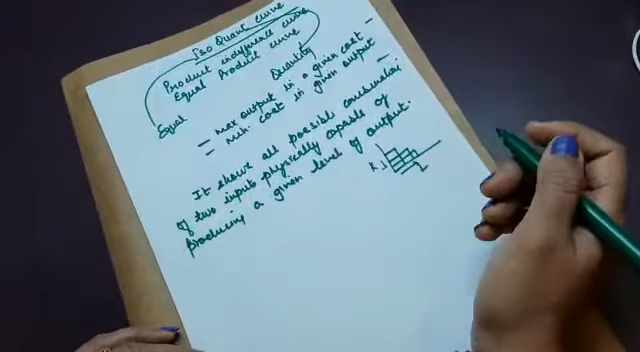 Iso Quant curve
Product indifference curve
Equal Product curve
Equal Quantity
— max output in a given cost —
— min. cost in given output —
It shows all possible combination
of two inputs physically capable of
producing a given level of output.
K L